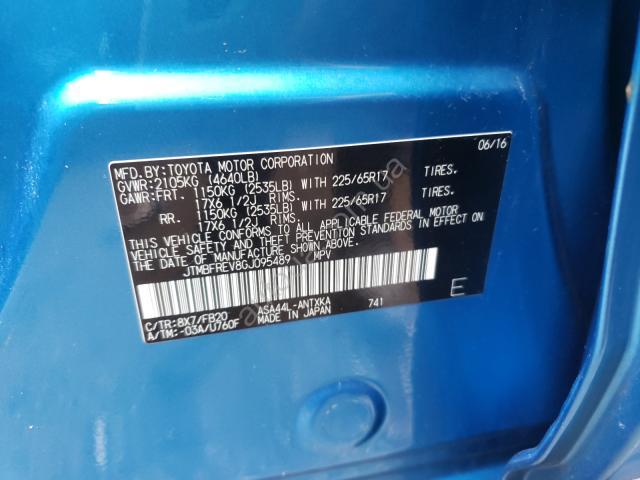 MFD. BY: TOYOTA MOTOR CORPORATION 06/16
GVWR: 2105KG (4640LB)
GAWR: FRT. 1150KG (2535LB) WITH 225/65R17 TIRES.
17X6 1/2J RIMS.
RR. 1150KG (2535LB) WITH 225/65R17 TIRES.
17X6 1/2J RIMS.
THIS VEHICLE CONFORMS TO ALL APPLICABLE FEDERAL MOTOR
VEHICLE SAFETY AND THEFT PREVENTION STANDARDS IN EFFECT ON
THE DATE OF MANUFACTURE SHOWN ABOVE.
JTMBFREV8GJ095489 MPV
E
C/TR: 8X7/FB20 ASA44L-ANTXKA 741
A/TM: -03A/U760F MADE IN JAPAN